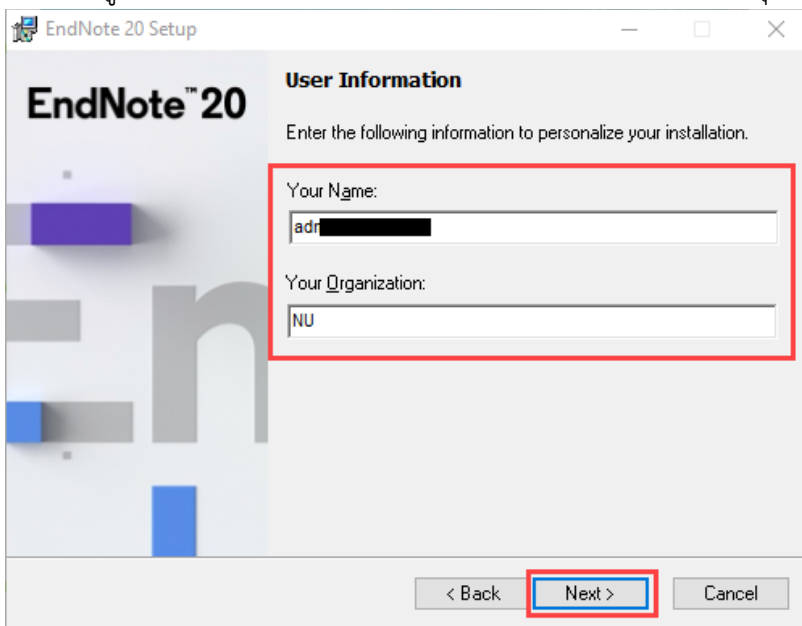 EndNote 20 Setup
EndNote™20
User Information
Enter the following information to personalize your installation.
Your Name:
adr
Your Organization:
NU
< Back
Next >
Cancel